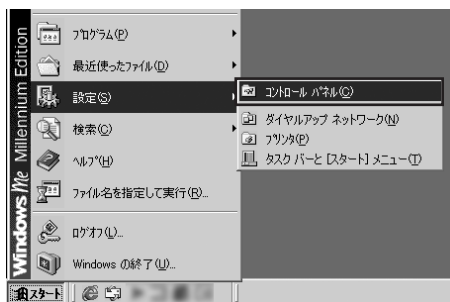 Windows Me Millennium Edition
ﾌﾟﾛｸﾞﾗﾑ(P)
最近使ったﾌｧｲﾙ(D)
設定(S)
検索(C)
ﾍﾙﾌﾟ(H)
ﾌｧｲﾙ名を指定して実行(R)...
ﾛｸﾞｵﾌ(L)...
Windows の終了(U)...
ｺﾝﾄﾛｰﾙ ﾊﾟﾈﾙ(C)
ダイヤルアップ ネットワーク(N)
ﾌﾟﾘﾝﾀ(P)
タスク バーと [スタート] メニュー(T)
スタート